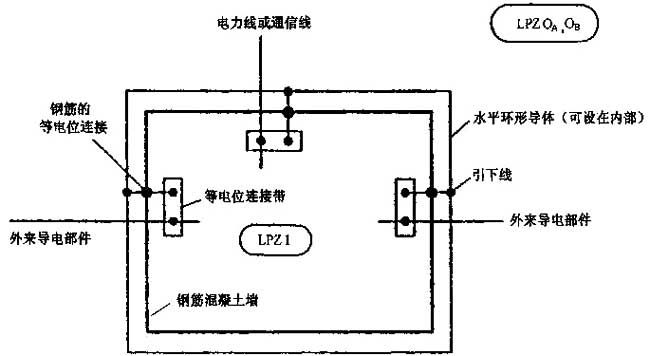 电力线或通信线
LPZ OA,OB
钢筋的
等电位连接
水平环形导体（可设在内部）
引下线
等电位连接带
外来导电部件
外来导电部件
LPZ 1
钢筋混凝土墙